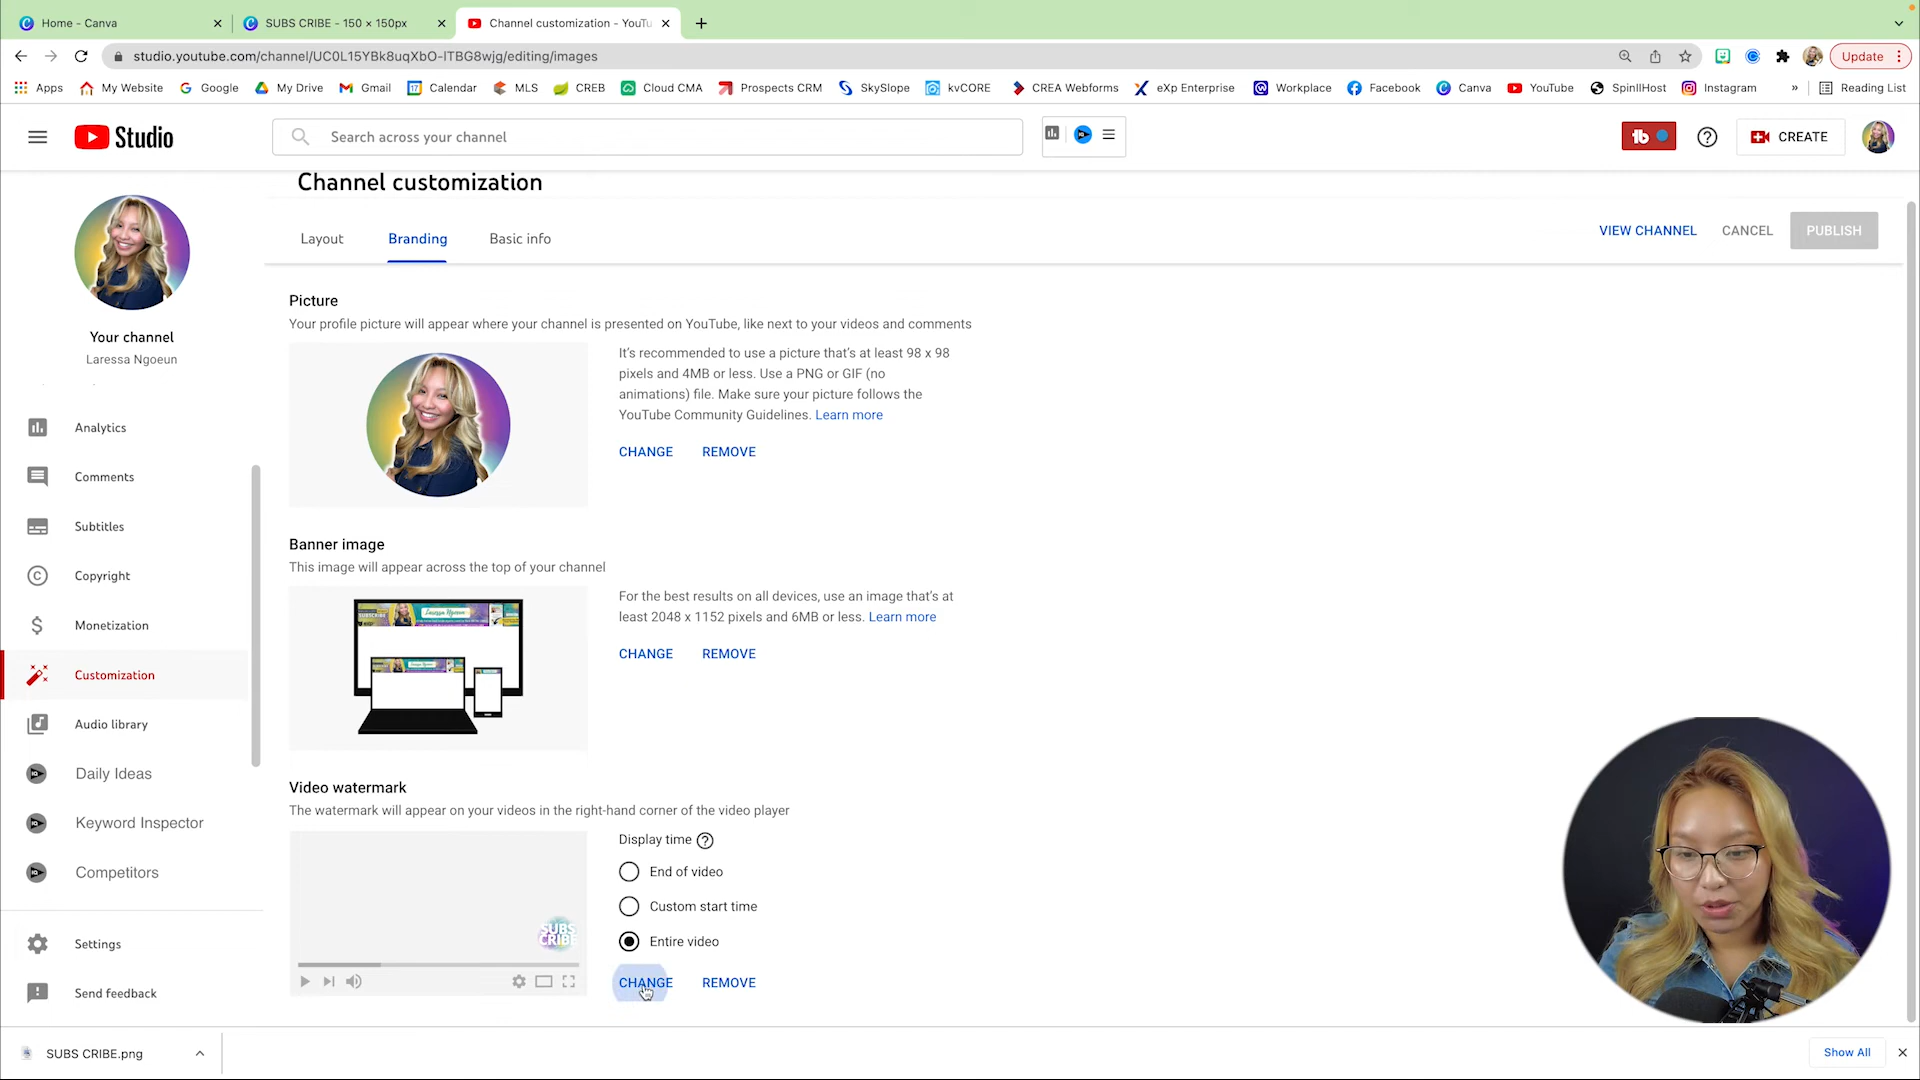 Home - Canva
SUBS CRIBE - 150 × 150px
Channel customization - YouTu
studio.youtube.com/channel/UC0L15YBk8uqXbO-lTBG8wjg/editing/images
Update
Apps
My Website
Google
My Drive
Gmail
Calendar
MLS
CREB
Cloud CMA
Prospects CRM
SkySlope
kvCORE
CREA Webforms
eXp Enterprise
Workplace
Facebook
Canva
YouTube
SpinllHost
Instagram
»
Reading List
Studio
Search across your channel
CREATE
Channel customization
Layout
Branding
Basic info
VIEW CHANNEL
CANCEL
PUBLISH
Your channel
Laressa Ngoeun
Analytics
Comments
Subtitles
Copyright
Monetization
Customization
Audio library
Daily Ideas
Keyword Inspector
Competitors
Settings
Send feedback
Picture
Your profile picture will appear where your channel is presented on YouTube, like next to your videos and comments
It's recommended to use a picture that's at least 98 x 98
pixels and 4MB or less. Use a PNG or GIF (no
animations) file. Make sure your picture follows the
YouTube Community Guidelines. Learn more
CHANGE
REMOVE
Banner image
This image will appear across the top of your channel
Laressa Ngoeun
SUBSCRIBE
For the best results on all devices, use an image that's at
least 2048 x 1152 pixels and 6MB or less. Learn more
CHANGE
REMOVE
Video watermark
The watermark will appear on your videos in the right-hand corner of the video player
SUBS
CRIBE
Display time
End of video
Custom start time
Entire video
CHANGE
REMOVE
SUBS CRIBE.png
Show All